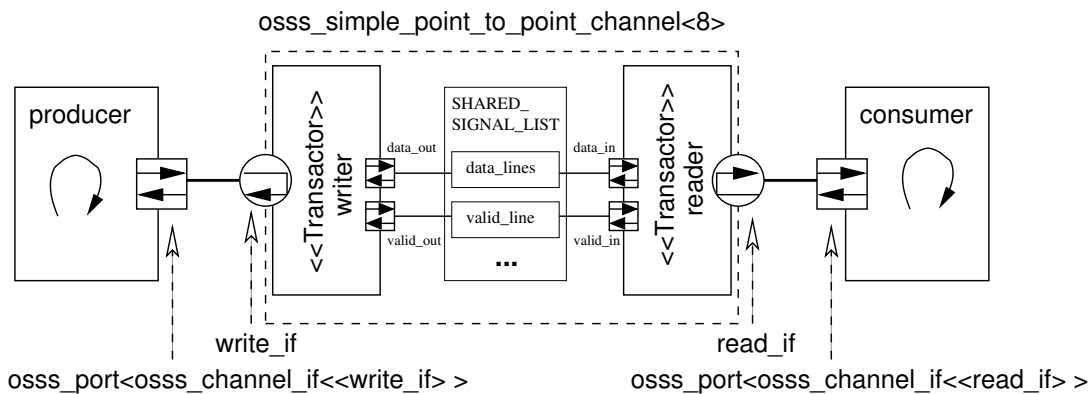 osss_simple_point_to_point_channel<8>
producer
<<Transactor>>
writer
data_out
valid_out
SHARED_
SIGNAL_LIST
data_lines
valid_line
...
data_in
valid_in
<<Transactor>>
reader
consumer
write_if
read_if
osss_port<osss_channel_if<<write_if> >
osss_port<osss_channel_if<<read_if> >